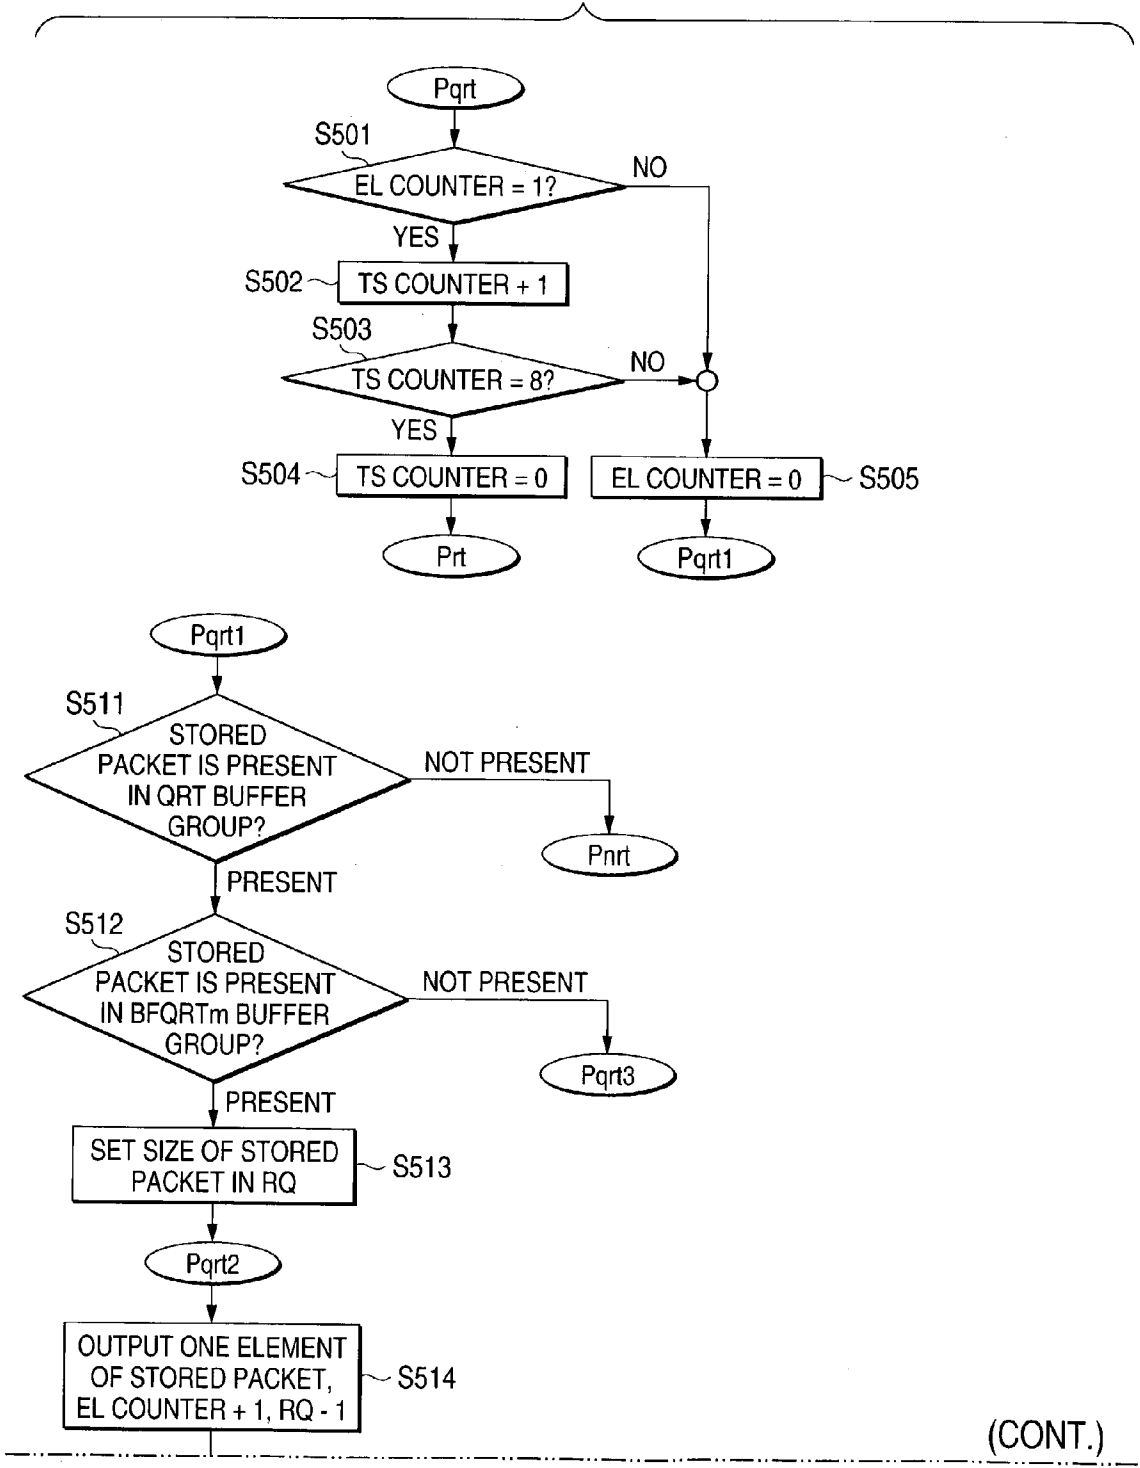 Pqrt
S501
EL COUNTER = 1?
NO
YES
S502
TS COUNTER + 1
S503
TS COUNTER = 8?
NO
YES
S504
TS COUNTER = 0
EL COUNTER = 0
S505
Prt
Pqrt1
Pqrt1
S511
STORED
PACKET IS PRESENT
IN QRT BUFFER
GROUP?
NOT PRESENT
Pnrt
PRESENT
S512
STORED
PACKET IS PRESENT
IN BFQRTm BUFFER
GROUP?
NOT PRESENT
Pqrt3
PRESENT
SET SIZE OF STORED
PACKET IN RQ
S513
Pqrt2
OUTPUT ONE ELEMENT
OF STORED PACKET,
EL COUNTER + 1, RQ - 1
S514
(CONT.)